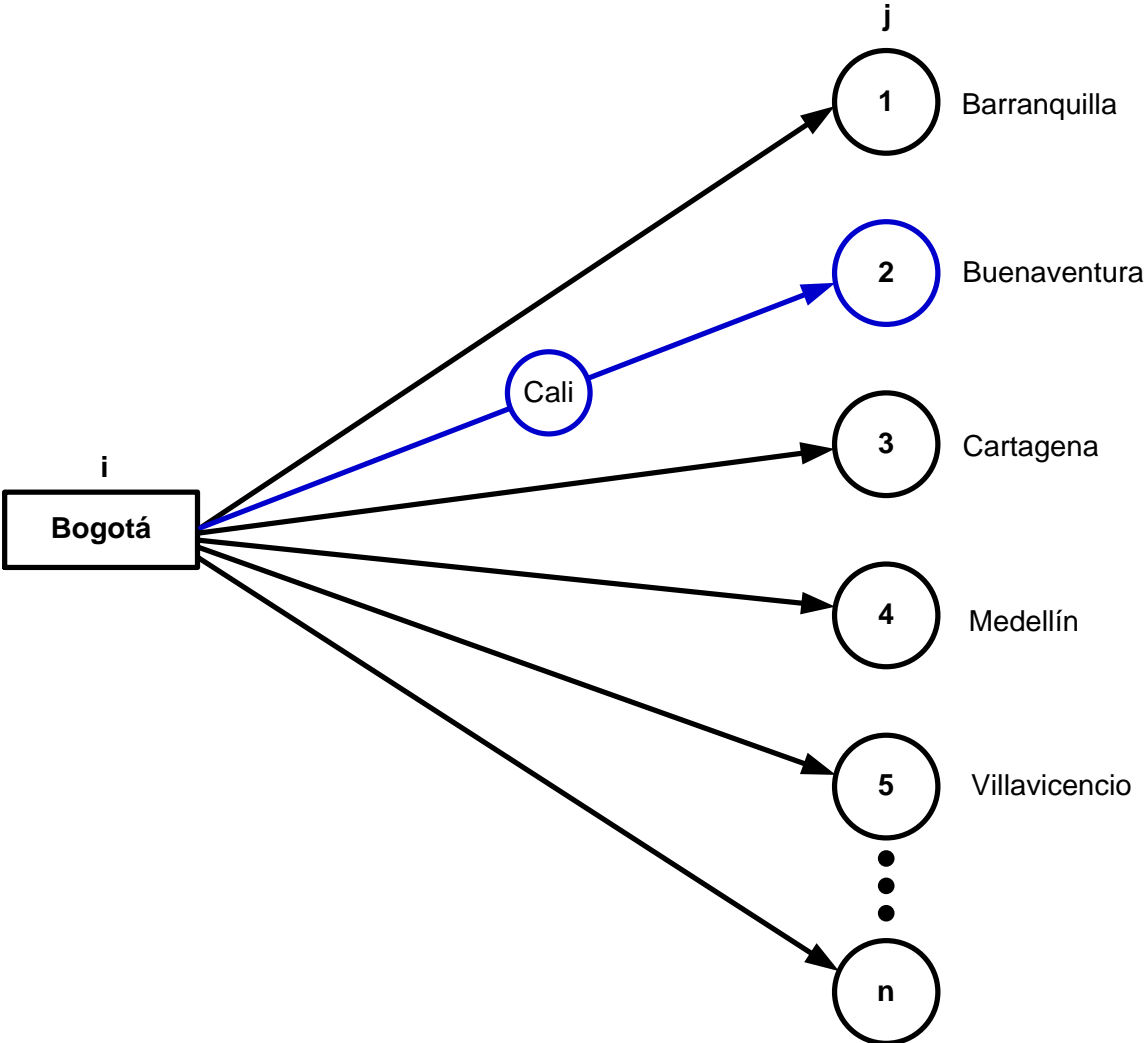 j
1 Barranquilla
2 Buenaventura
Cali
3 Cartagena
i
Bogotá
4 Medellín
5 Villavicencio
n